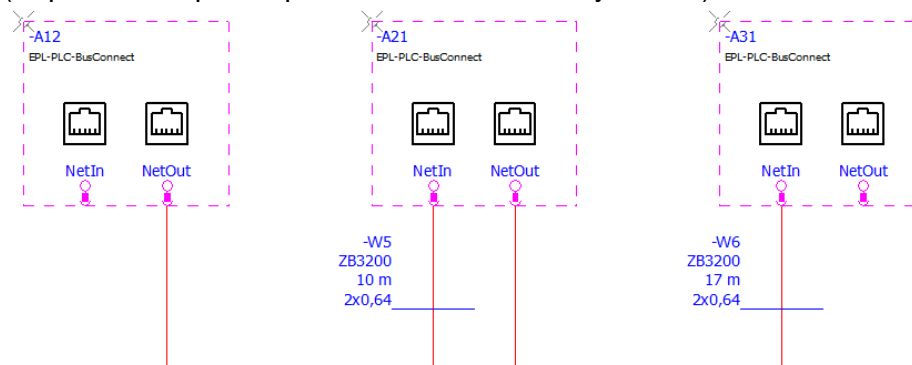 -A12
EPL-PLC-BusConnect
NetIn NetOut
-A21
EPL-PLC-BusConnect
NetIn NetOut
-W5
ZB3200
10 m
2x0,64
-A31
EPL-PLC-BusConnect
NetIn NetOut
-W6
ZB3200
17 m
2x0,64